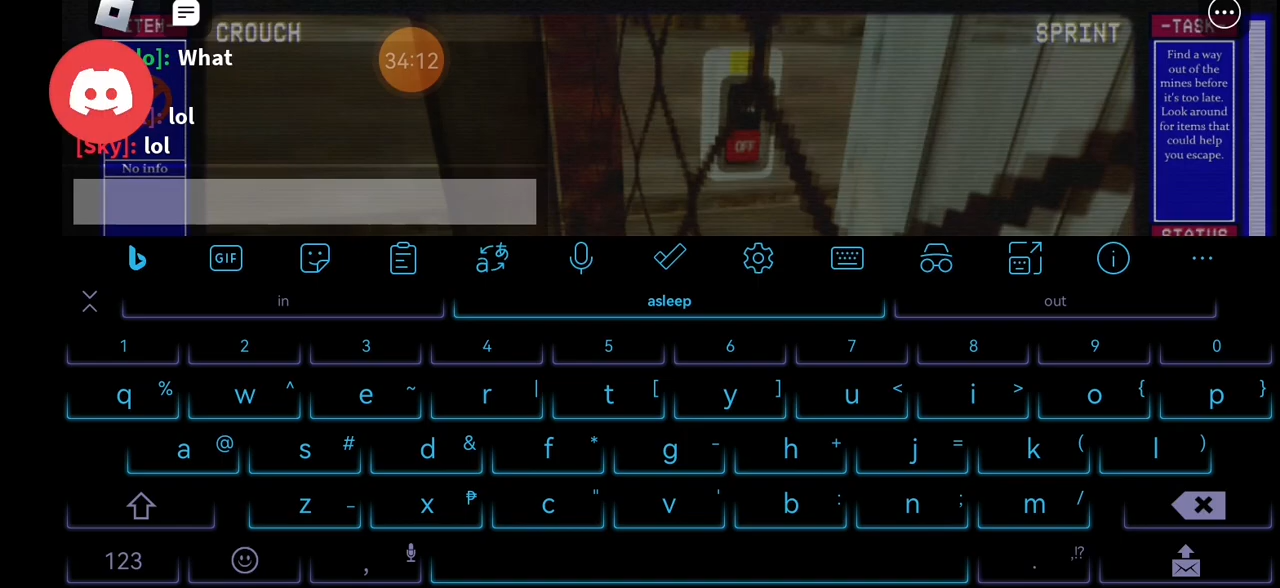 -ITEM-
CROUCH
34:12
SPRINT
-TASK
What
lol
[Sky]: lol
No info
OFF
Find a way
out of the
mines before
it's too late.
Look around
for items that
could help
you escape.
STATUS
GIF
in asleep out
1 2 3 4 5 6 7 8 9 0
q % w ^ e ~ r | t [ y ] u < i > o { p }
a @ s # d & f * g - h + j = k ( l )
z _ x ₱ c " v ' b : n ; m /
123 , . ,!?